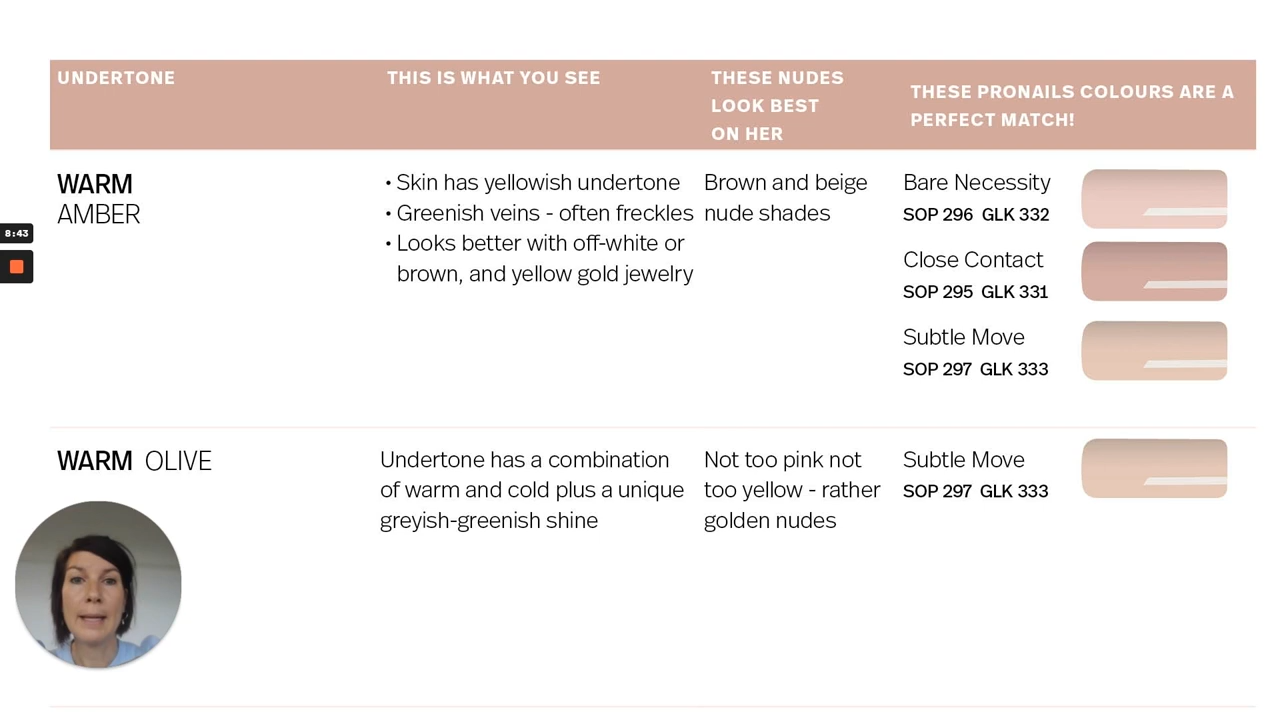 UNDERTONE
THIS IS WHAT YOU SEE
THESE NUDES
LOOK BEST
ON HER
THESE PRONAILS COLOURS ARE A
PERFECT MATCH!
WARM
AMBER
• Skin has yellowish undertone
• Greenish veins - often freckles
• Looks better with off-white or
brown, and yellow gold jewelry
Brown and beige
nude shades
Bare Necessity
SOP 296 GLK 332
Close Contact
SOP 295 GLK 331
Subtle Move
SOP 297 GLK 333
8:43
WARM OLIVE
Undertone has a combination
of warm and cold plus a unique
greyish-greenish shine
Not too pink not
too yellow - rather
golden nudes
Subtle Move
SOP 297 GLK 333